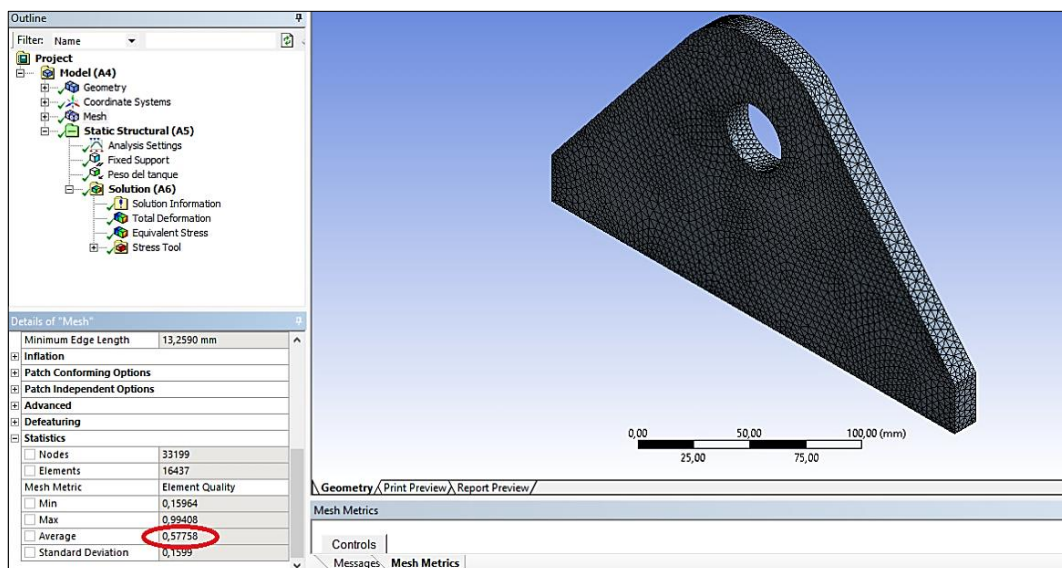 Outline
Filter: Name
Project
Model (A4)
Geometry
Coordinate Systems
Mesh
Static Structural (A5)
Analysis Settings
Fixed Support
Peso del tanque
Solution (A6)
Solution Information
Total Deformation
Equivalent Stress
Stress Tool
Details of "Mesh"
Minimum Edge Length 13,2590 mm
Inflation
Patch Conforming Options
Patch Independent Options
Advanced
Defeaturing
Statistics
Nodes 33199
Elements 16437
Mesh Metric Element Quality
Min 0,15964
Max 0,99408
Average 0,57758
Standard Deviation 0,1599
0,00 50,00 100,00 (mm)
25,00 75,00
Geometry Print Preview Report Preview
Mesh Metrics
Controls
Messages Mesh Metrics